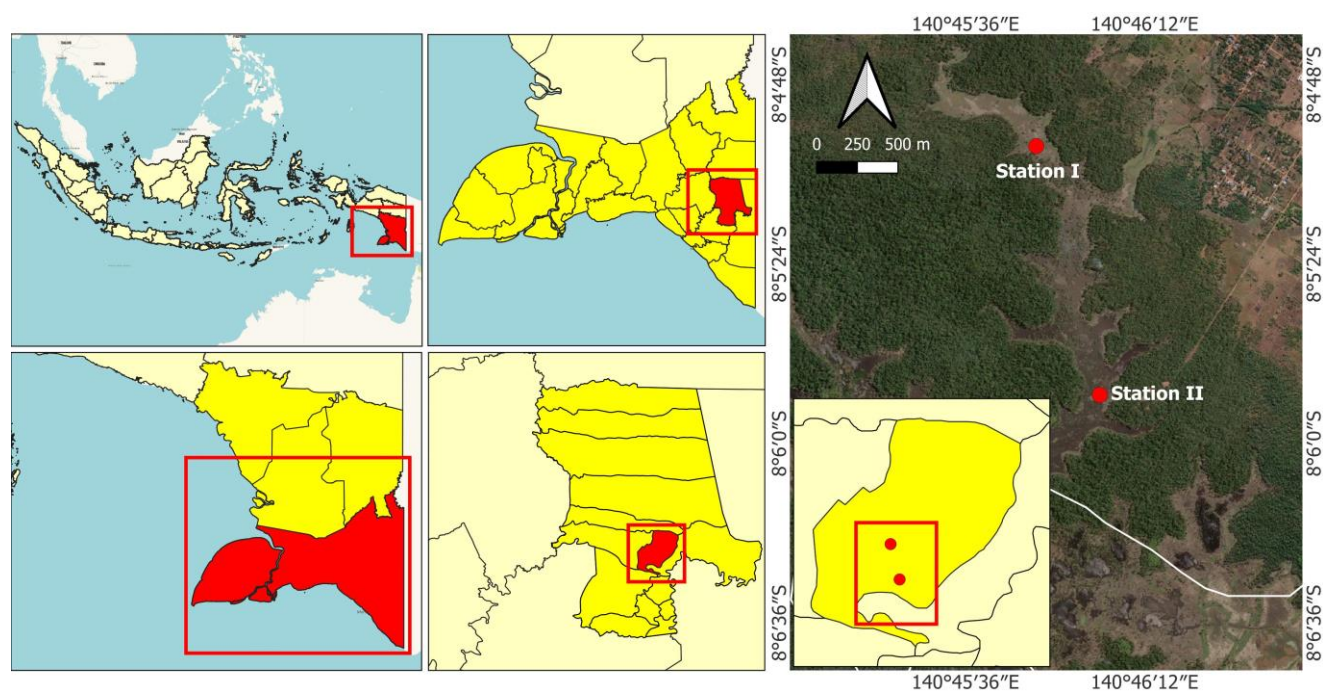 140°45′36″E 140°46′12″E
8°4′48″S 8°4′48″S
0 250 500 m
Station I
8°5′24″S 8°5′24″S
Station II
8°6′0″S 8°6′0″S
8°6′36″S 8°6′36″S
140°45′36″E 140°46′12″E